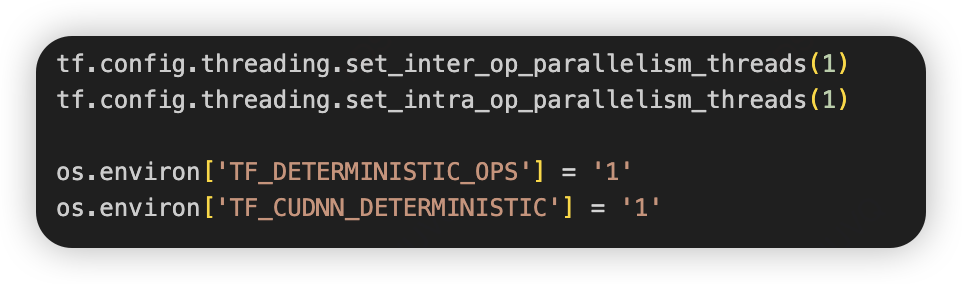 tf.config.threading.set_inter_op_parallelism_threads(1)
tf.config.threading.set_intra_op_parallelism_threads(1)
os.environ['TF_DETERMINISTIC_OPS'] = '1'
os.environ['TF_CUDNN_DETERMINISTIC'] = '1'